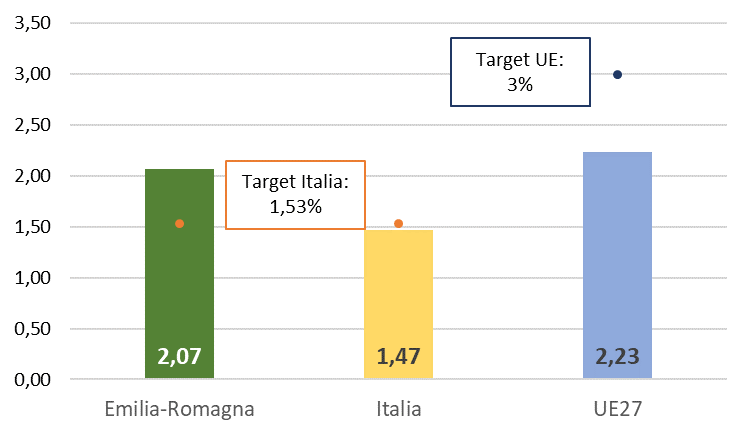 3,50
3,00
2,50
2,00
1,50
1,00
0,50
0,00
Target UE:
3%
Target Italia:
1,53%
2,07
1,47
2,23
Emilia-Romagna
Italia
UE27